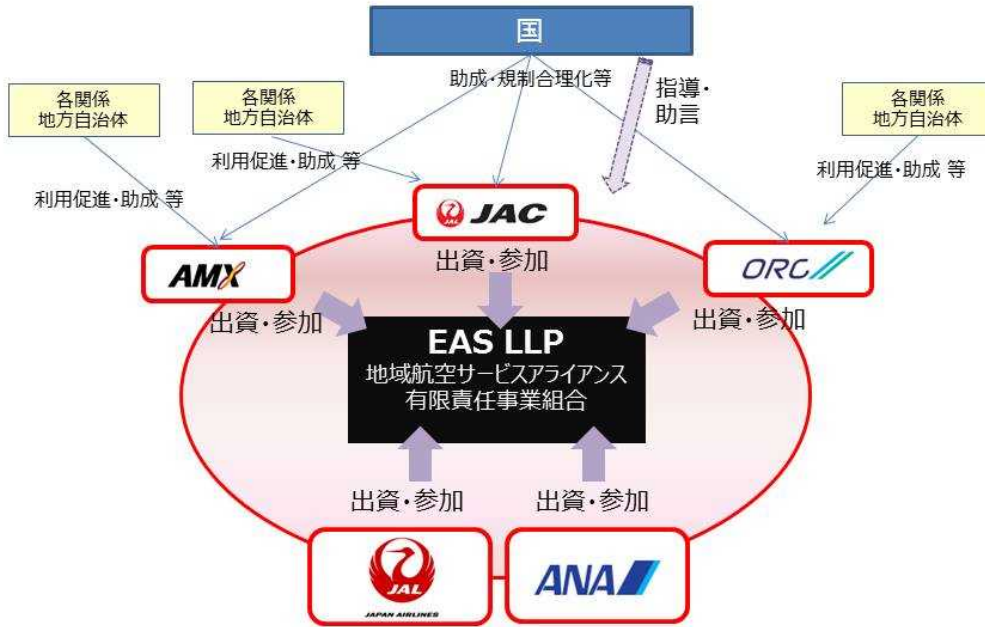 国
助成・規制合理化等
指導・
助言
各関係
地方自治体
各関係
地方自治体
各関係
地方自治体
利用促進・助成 等
利用促進・助成 等
利用促進・助成 等
JAL JAC
出資・参加
AMX
ORC
出資・参加
出資・参加
EAS LLP
地域航空サービスアライアンス
有限責任事業組合
出資・参加
出資・参加
JAL
JAPAN AIRLINES
ANA